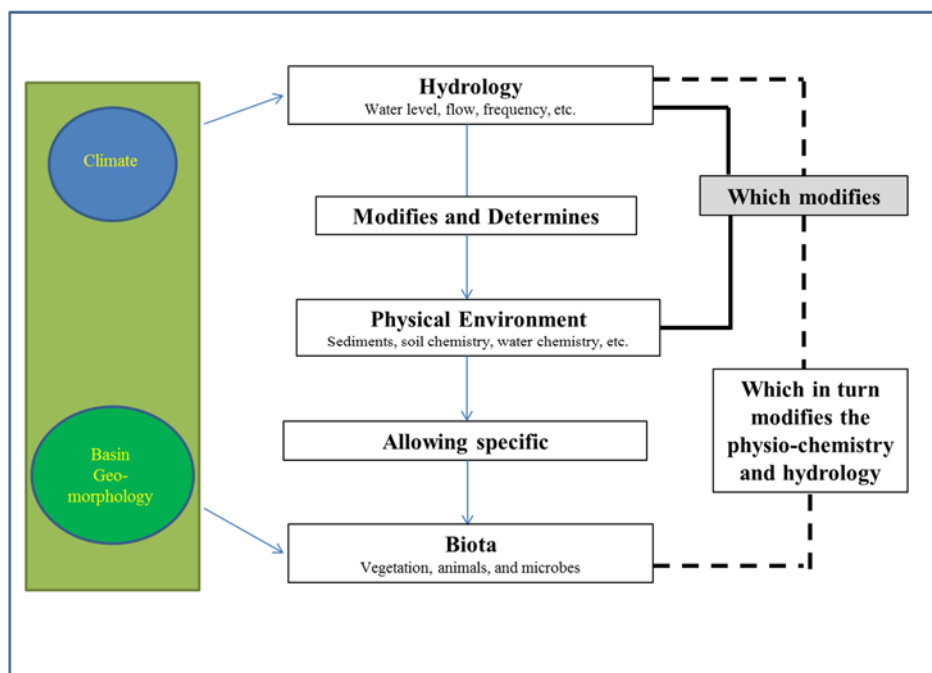 Climate
Basin
Geo-
morphology
Hydrology
Water level, flow, frequency, etc.
Modifies and Determines
Physical Environment
Sediments, soil chemistry, water chemistry, etc.
Allowing specific
Biota
Vegetation, animals, and microbes
Which modifies
Which in turn
modifies the
physio-chemistry
and hydrology